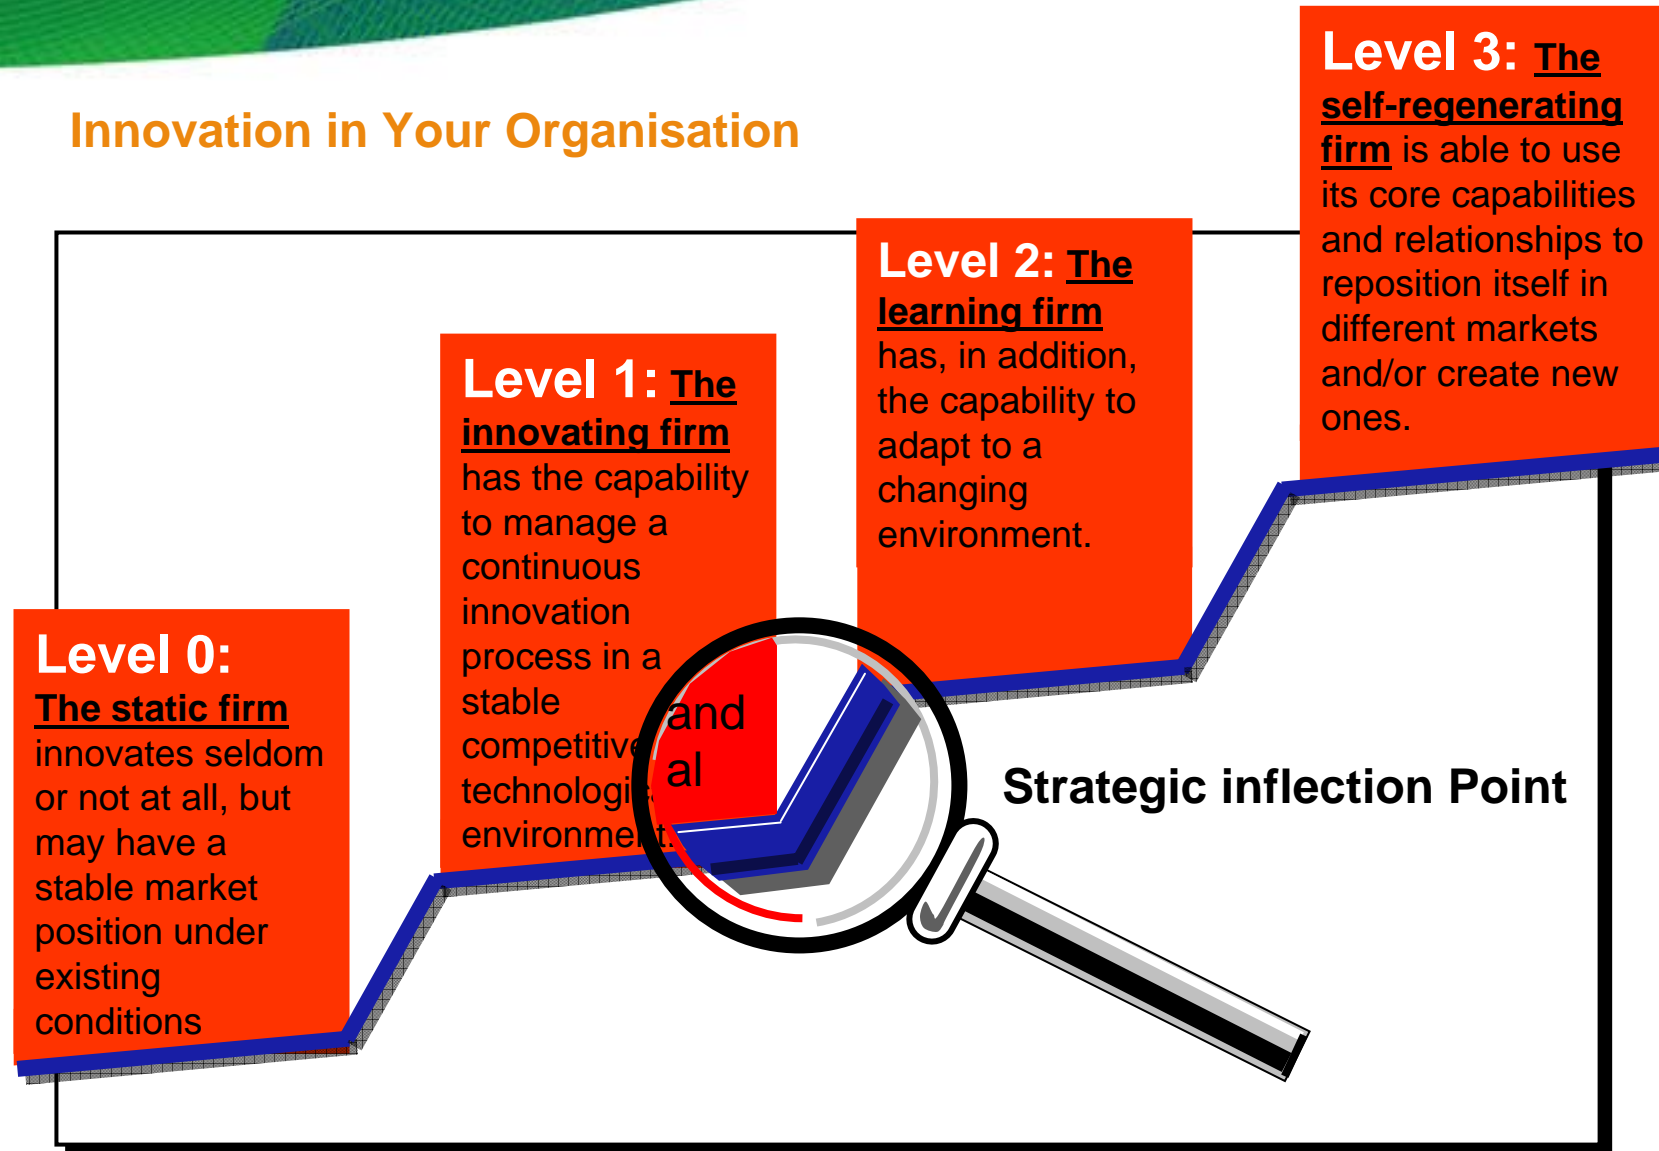 Innovation in Your Organisation
Level 0:
The static firm
innovates seldom
or not at all, but
may have a
stable market
position under
existing
conditions
Level 1: The
innovating firm
has the capability
to manage a
continuous
innovation
process in a
stable
competitive and
technological
environment.
Level 2: The
learning firm
has, in addition,
the capability to
adapt to a
changing
environment.
Level 3: The
self-regenerating
firm is able to use
its core capabilities
and relationships to
reposition itself in
different markets
and/or create new
ones.
Strategic inflection Point